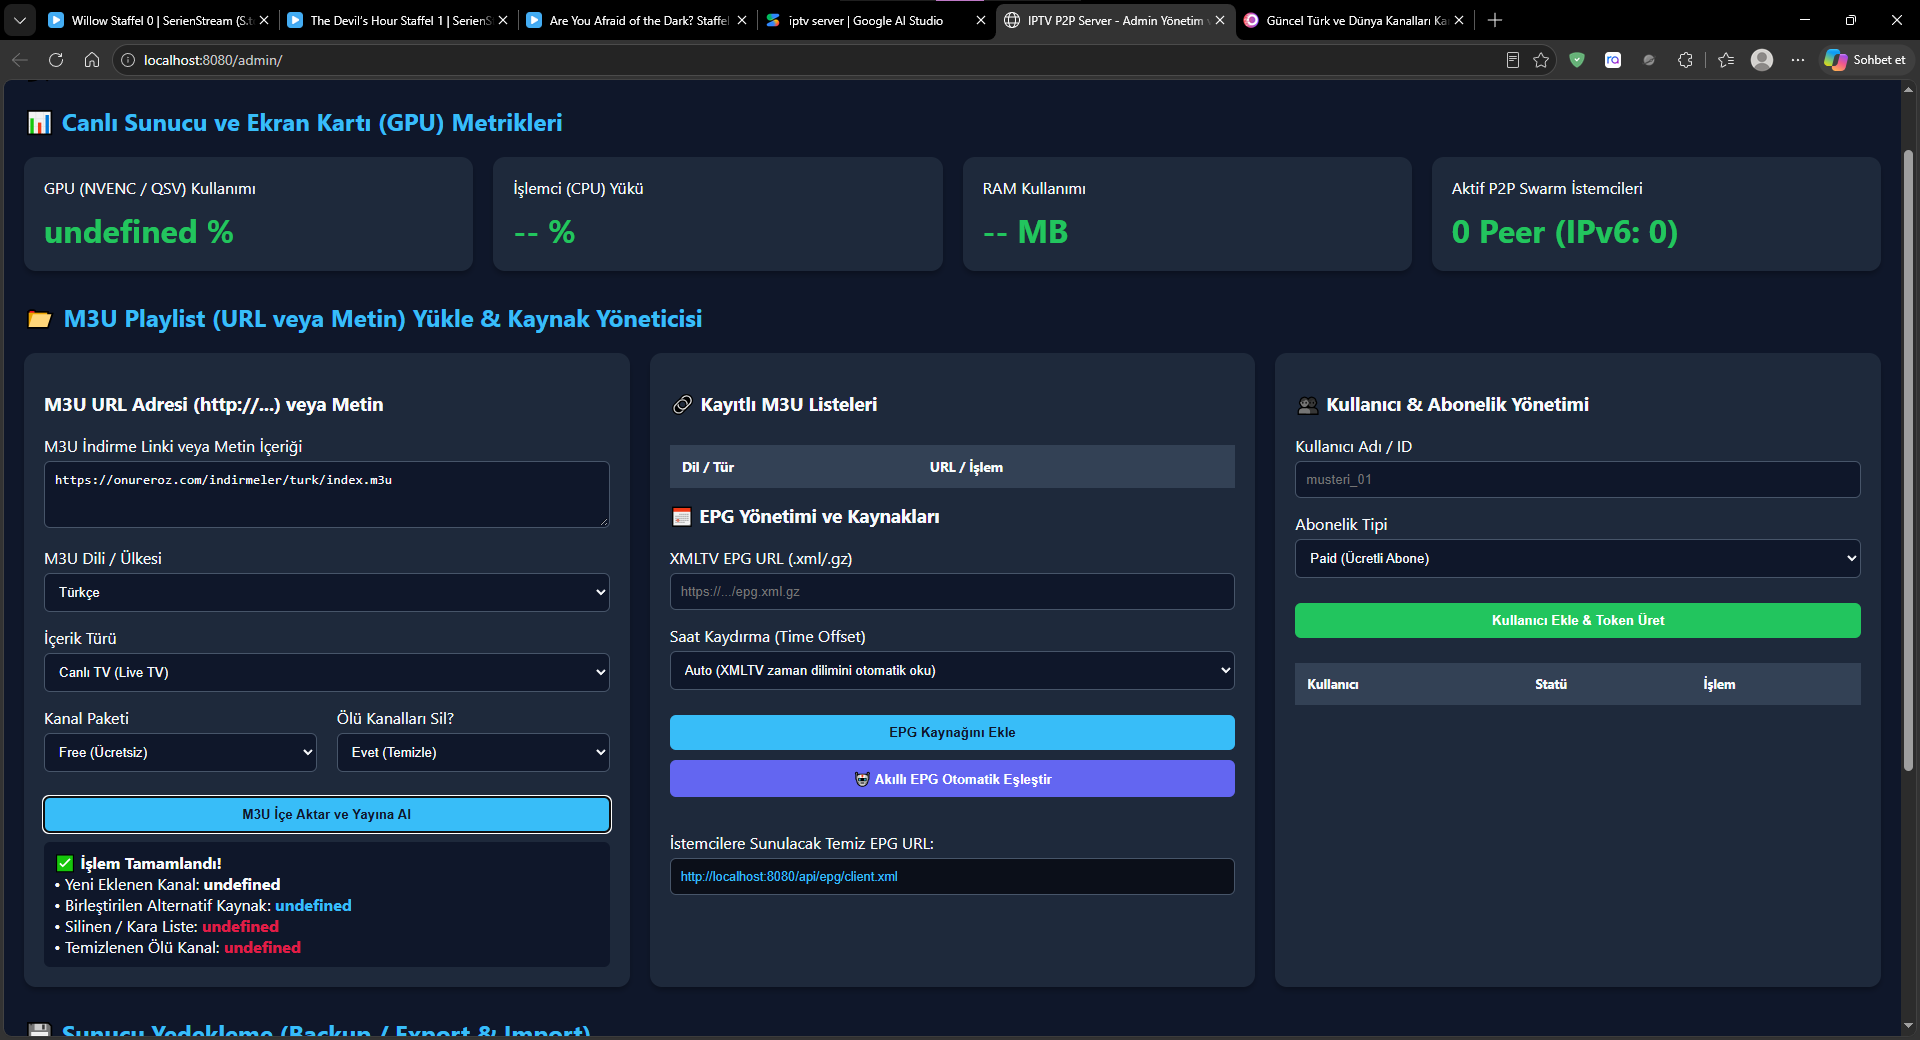 Willow Staffel 0 | SerienStream (S.t
The Devil's Hour Staffel 1 | SerienS
Are You Afraid of the Dark? Staffel
iptv server | Google AI Studio
IPTV P2P Server - Admin Yönetim
Güncel Türk ve Dünya Kanalları Ka
localhost:8080/admin/
Sohbet et
Canlı Sunucu ve Ekran Kartı (GPU) Metrikleri
GPU (NVENC / QSV) Kullanımı
undefined %
İşlemci (CPU) Yükü
-- %
RAM Kullanımı
-- MB
Aktif P2P Swarm İstemcileri
0 Peer (IPv6: 0)
M3U Playlist (URL veya Metin) Yükle & Kaynak Yöneticisi
M3U URL Adresi (http://...) veya Metin
M3U İndirme Linki veya Metin İçeriği
https://onureroz.com/indirmeler/turk/index.m3u
M3U Dili / Ülkesi
Türkçe
İçerik Türü
Canlı TV (Live TV)
Kanal Paketi
Ölü Kanalları Sil?
Free (Ücretsiz)
Evet (Temizle)
M3U İçe Aktar ve Yayına Al
İşlem Tamamlandı!
• Yeni Eklenen Kanal: undefined
• Birleştirilen Alternatif Kaynak: undefined
• Silinen / Kara Liste: undefined
• Temizlenen Ölü Kanal: undefined
Kayıtlı M3U Listeleri
Dil / Tür
URL / İşlem
EPG Yönetimi ve Kaynakları
XMLTV EPG URL (.xml/.gz)
https://.../epg.xml.gz
Saat Kaydırma (Time Offset)
Auto (XMLTV zaman dilimini otomatik oku)
EPG Kaynağını Ekle
Akıllı EPG Otomatik Eşleştir
İstemcilere Sunulacak Temiz EPG URL:
http://localhost:8080/api/epg/client.xml
Kullanıcı & Abonelik Yönetimi
Kullanıcı Adı / ID
musteri_01
Abonelik Tipi
Paid (Ücretli Abone)
Kullanıcı Ekle & Token Üret
Kullanıcı
Statü
İşlem
Sunucu Yedekleme (Backup / Export & Import)